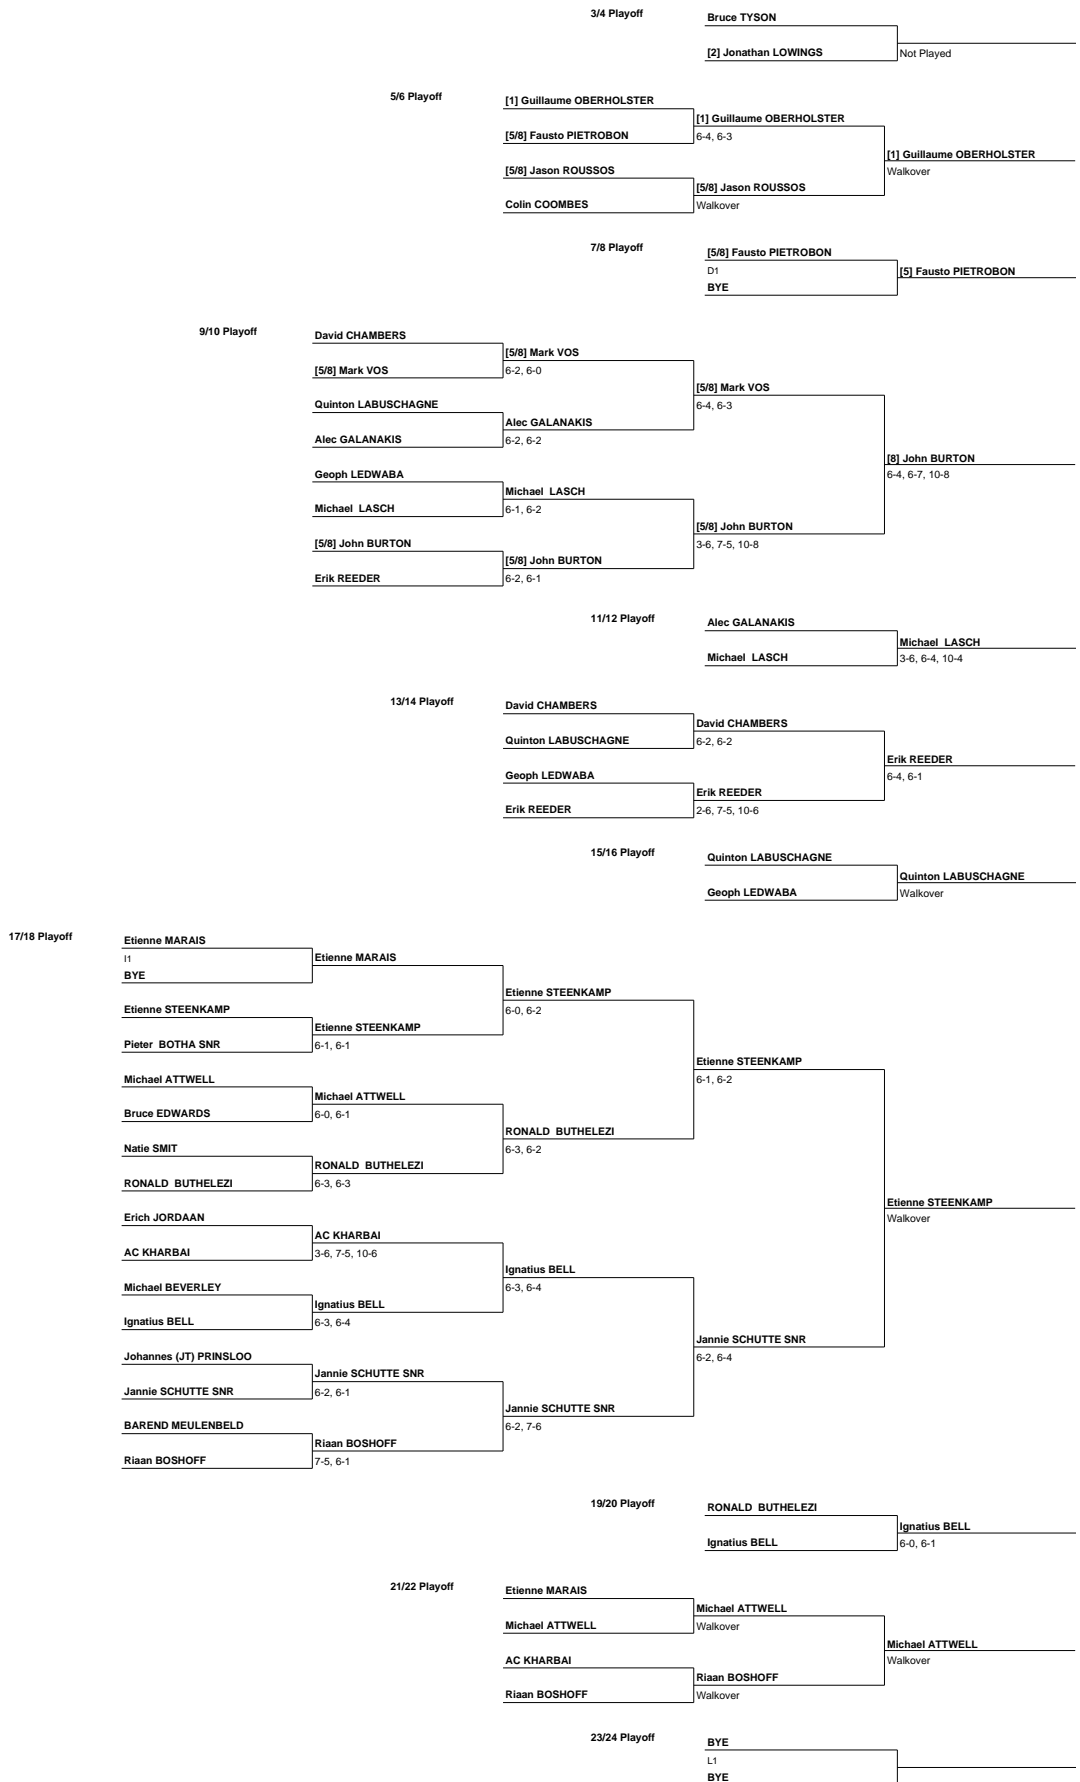 3/4 Playoff
Bruce TYSON
[2] Jonathan LOWINGS
Not Played
5/6 Playoff
[1] Guillaume OBERHOLSTER
[1] Guillaume OBERHOLSTER
[5/8] Fausto PIETROBON
6-4, 6-3
[1] Guillaume OBERHOLSTER
[5/8] Jason ROUSSOS
Walkover
[5/8] Jason ROUSSOS
Colin COOMBES
Walkover
7/8 Playoff
[5/8] Fausto PIETROBON
D1
[5] Fausto PIETROBON
BYE
9/10 Playoff
David CHAMBERS
[5/8] Mark VOS
[5/8] Mark VOS
6-2, 6-0
[5/8] Mark VOS
Quinton LABUSCHAGNE
6-4, 6-3
Alec GALANAKIS
Alec GALANAKIS
6-2, 6-2
[8] John BURTON
Geoph LEDWABA
6-4, 6-7, 10-8
Michael LASCH
Michael LASCH
6-1, 6-2
[5/8] John BURTON
[5/8] John BURTON
3-6, 7-5, 10-8
[5/8] John BURTON
Erik REEDER
6-2, 6-1
11/12 Playoff
Alec GALANAKIS
Michael LASCH
Michael LASCH
3-6, 6-4, 10-4
13/14 Playoff
David CHAMBERS
David CHAMBERS
Quinton LABUSCHAGNE
6-2, 6-2
Erik REEDER
Geoph LEDWABA
6-4, 6-1
Erik REEDER
Erik REEDER
2-6, 7-5, 10-6
15/16 Playoff
Quinton LABUSCHAGNE
Quinton LABUSCHAGNE
Geoph LEDWABA
Walkover
17/18 Playoff
Etienne MARAIS
I1
Etienne MARAIS
BYE
Etienne STEENKAMP
Etienne STEENKAMP
6-0, 6-2
Etienne STEENKAMP
Pieter BOTHA SNR
6-1, 6-1
Etienne STEENKAMP
Michael ATTWELL
6-1, 6-2
Michael ATTWELL
Bruce EDWARDS
6-0, 6-1
RONALD BUTHELEZI
Natie SMIT
6-3, 6-2
RONALD BUTHELEZI
RONALD BUTHELEZI
6-3, 6-3
Etienne STEENKAMP
Erich JORDAAN
Walkover
AC KHARBAI
AC KHARBAI
3-6, 7-5, 10-6
Ignatius BELL
Michael BEVERLEY
6-3, 6-4
Ignatius BELL
Ignatius BELL
6-3, 6-4
Jannie SCHUTTE SNR
Johannes (JT) PRINSLOO
6-2, 6-4
Jannie SCHUTTE SNR
Jannie SCHUTTE SNR
6-2, 6-1
Jannie SCHUTTE SNR
BAREND MEULENBELD
6-2, 7-6
Riaan BOSHOFF
Riaan BOSHOFF
7-5, 6-1
19/20 Playoff
RONALD BUTHELEZI
Ignatius BELL
Ignatius BELL
6-0, 6-1
21/22 Playoff
Etienne MARAIS
Michael ATTWELL
Michael ATTWELL
Walkover
Michael ATTWELL
AC KHARBAI
Walkover
Riaan BOSHOFF
Riaan BOSHOFF
Walkover
23/24 Playoff
BYE
L1
BYE